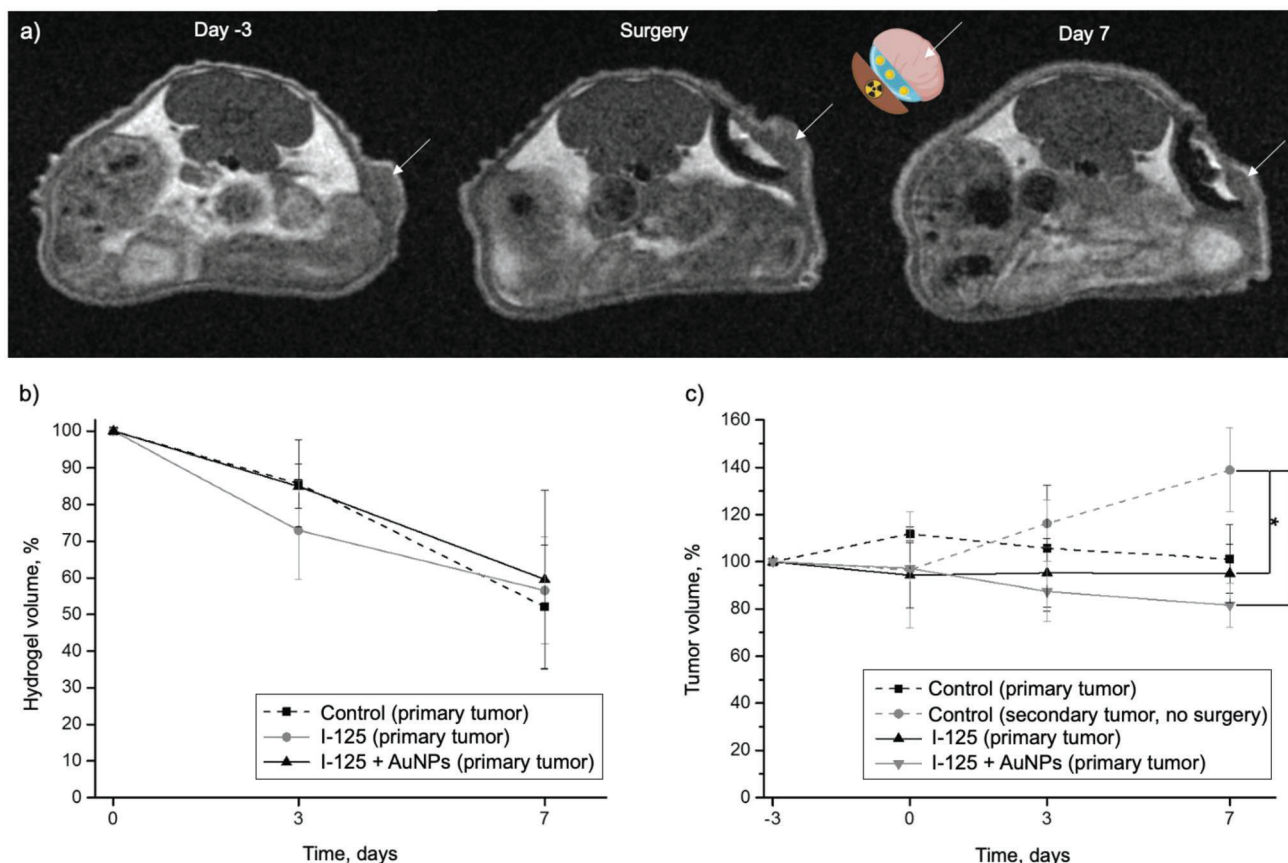 a)
Day -3
Surgery
Day 7
b)
Hydrogel volume, %
100
90
80
70
60
50
40
30
20
10
0
Control (primary tumor)
I-125 (primary tumor)
I-125 + AuNPs (primary tumor)
0
3
7
Time, days
c)
Tumor volume, %
160
140
120
100
80
60
40
20
0
*
Control (primary tumor)
Control (secondary tumor, no surgery)
I-125 (primary tumor)
I-125 + AuNPs (primary tumor)
-3
0
3
7
Time, days